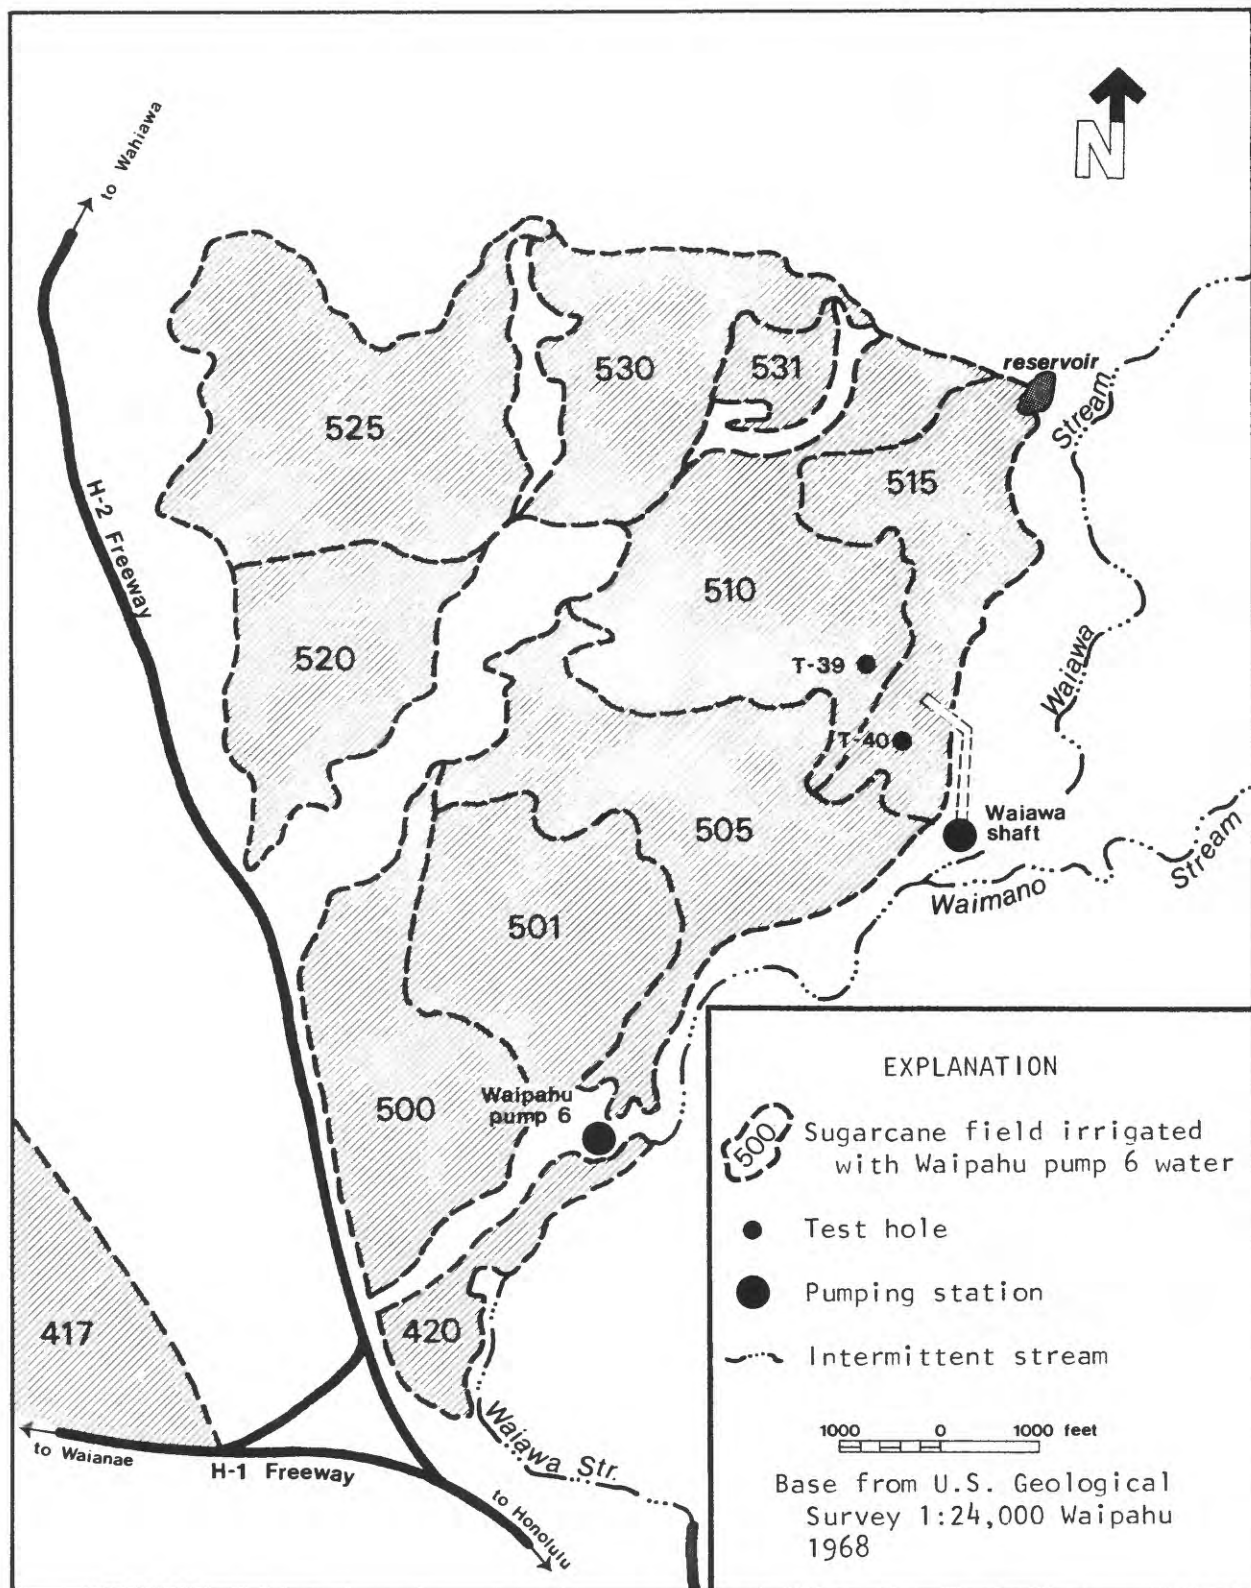 N
to Wahiawa
H-2 Freeway
525
530
531
reservoir
Stream
515
510
520
T-39
T-40
Waiawa
Waiawa
shaft
505
Waimano
Stream
501
500
Waipahu
pump 6
417
420
to Waianae
H-1 Freeway
to Honolulu
Waiawa Str.
EXPLANATION
500
Sugarcane field irrigated
with Waipahu pump 6 water
Test hole
Pumping station
Intermittent stream
1000 0 1000 feet
Base from U.S. Geological
Survey 1:24,000 Waipahu
1968